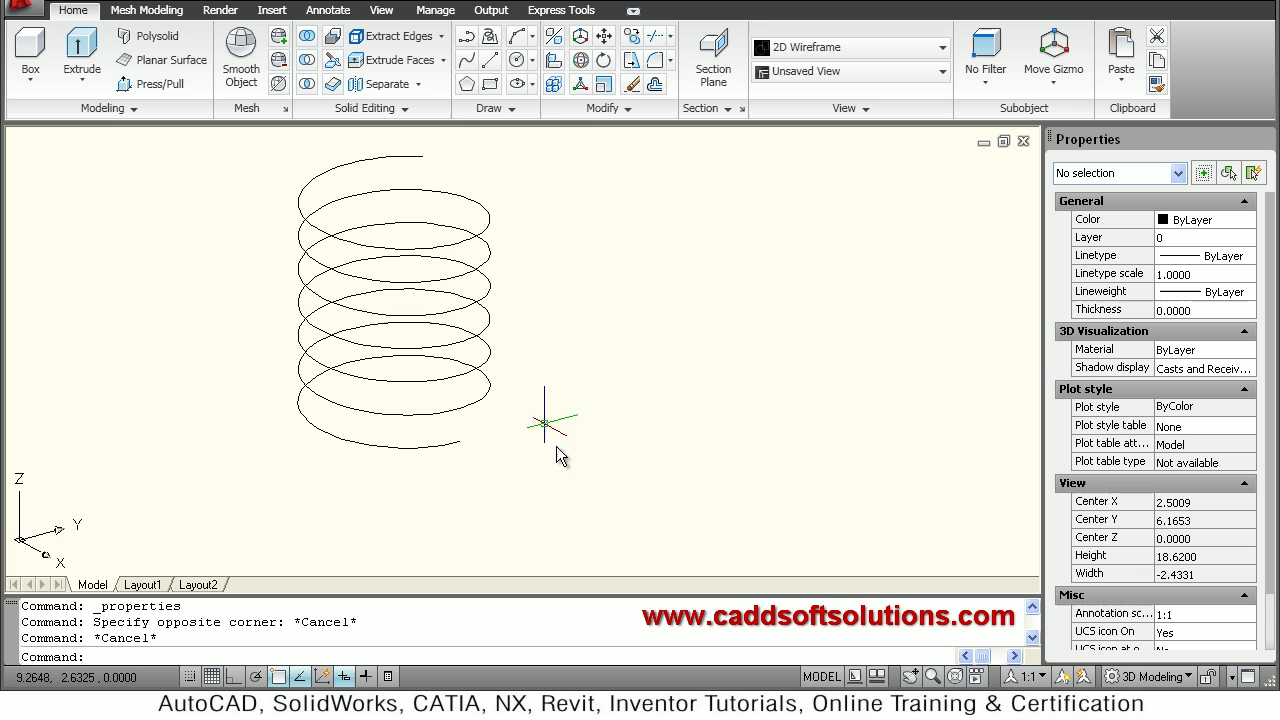 Home Mesh Modeling Render Insert Annotate View Manage Output Express Tools
Box
Extrude
Polysolid
Planar Surface
Press/Pull
Modeling
Smooth Object
Mesh
Extract Edges
Extrude Faces
Separate
Solid Editing
Draw
Modify
Section Plane
Section
2D Wireframe
Unsaved View
View
No Filter
Move Gizmo
Subobject
Paste
Clipboard
Properties
No selection
General
Color ByLayer
Layer 0
Linetype ByLayer
Linetype scale 1.0000
Lineweight ByLayer
Thickness 0.0000
3D Visualization
Material ByLayer
Shadow display Casts and Receiv...
Plot style
Plot style ByColor
Plot style table None
Plot table att... Model
Plot table type Not available
View
Center X 2.5009
Center Y 6.1653
Center Z 0.0000
Height 18.6200
Width -2.4331
Misc
Annotation sc... 1:1
UCS icon On Yes
Z
Y
X
Model Layout1 Layout2
Command: _properties
Command: Specify opposite corner: *Cancel*
Command: *Cancel*
Command:
www.caddsoftsolutions.com
9.2648, 2.6325, 0.0000
MODEL
1:1
3D Modeling
AutoCAD, SolidWorks, CATIA, NX, Revit, Inventor Tutorials, Online Training & Certification